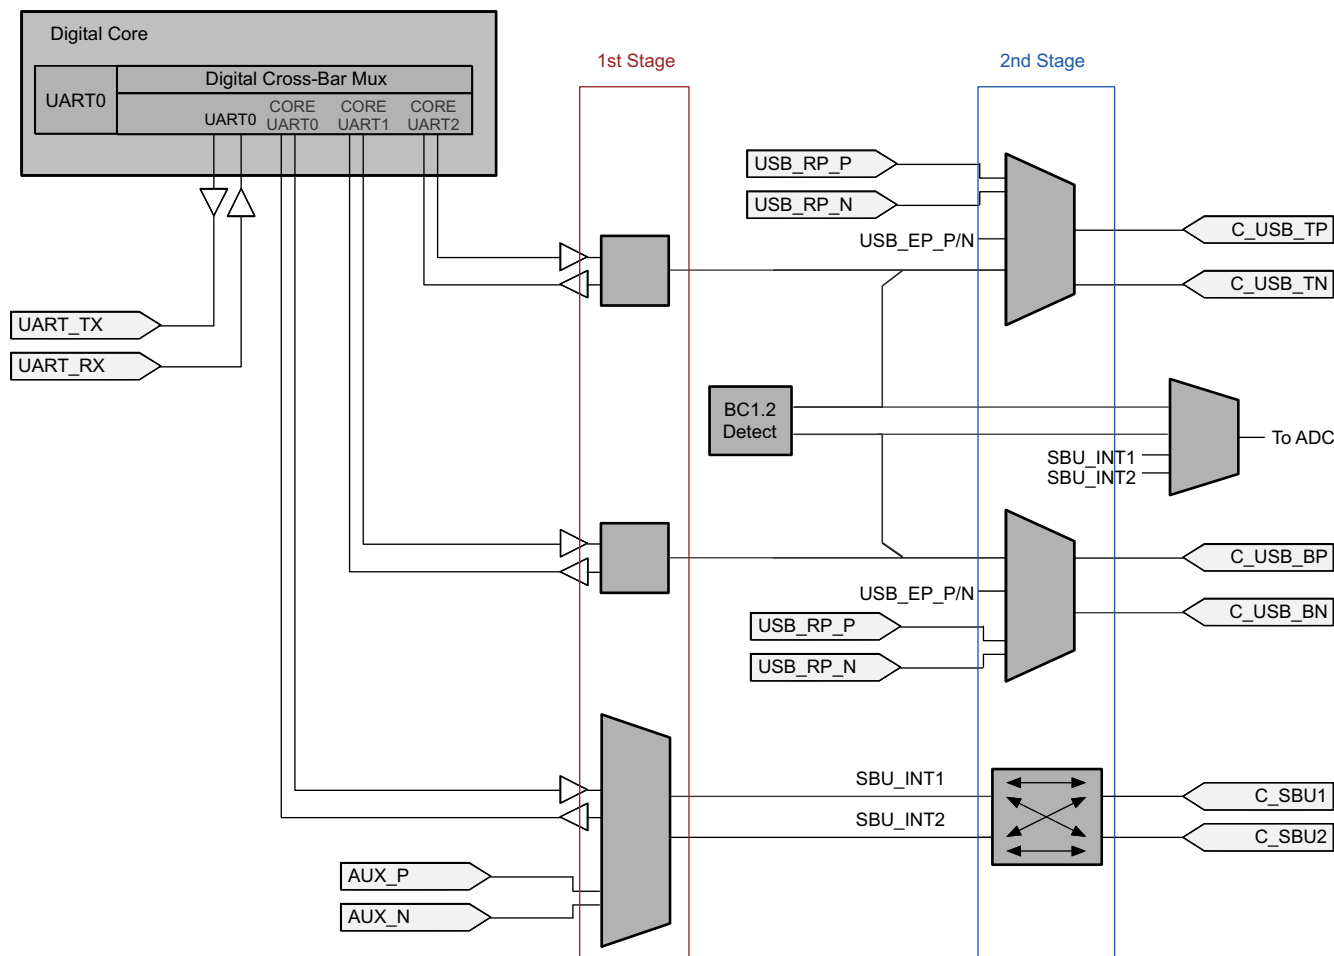 Digital Core
1st Stage
2nd Stage
Digital Cross-Bar Mux
UART0
UART0
CORE
UART0
CORE
UART1
CORE
UART2
USB_RP_P
USB_RP_N
USB_EP_P/N
C_USB_TP
C_USB_TN
UART_TX
UART_RX
BC1.2
Detect
To ADC
SBU_INT1
SBU_INT2
C_USB_BP
USB_EP_P/N
C_USB_BN
USB_RP_P
USB_RP_N
SBU_INT1
C_SBU1
SBU_INT2
C_SBU2
AUX_P
AUX_N